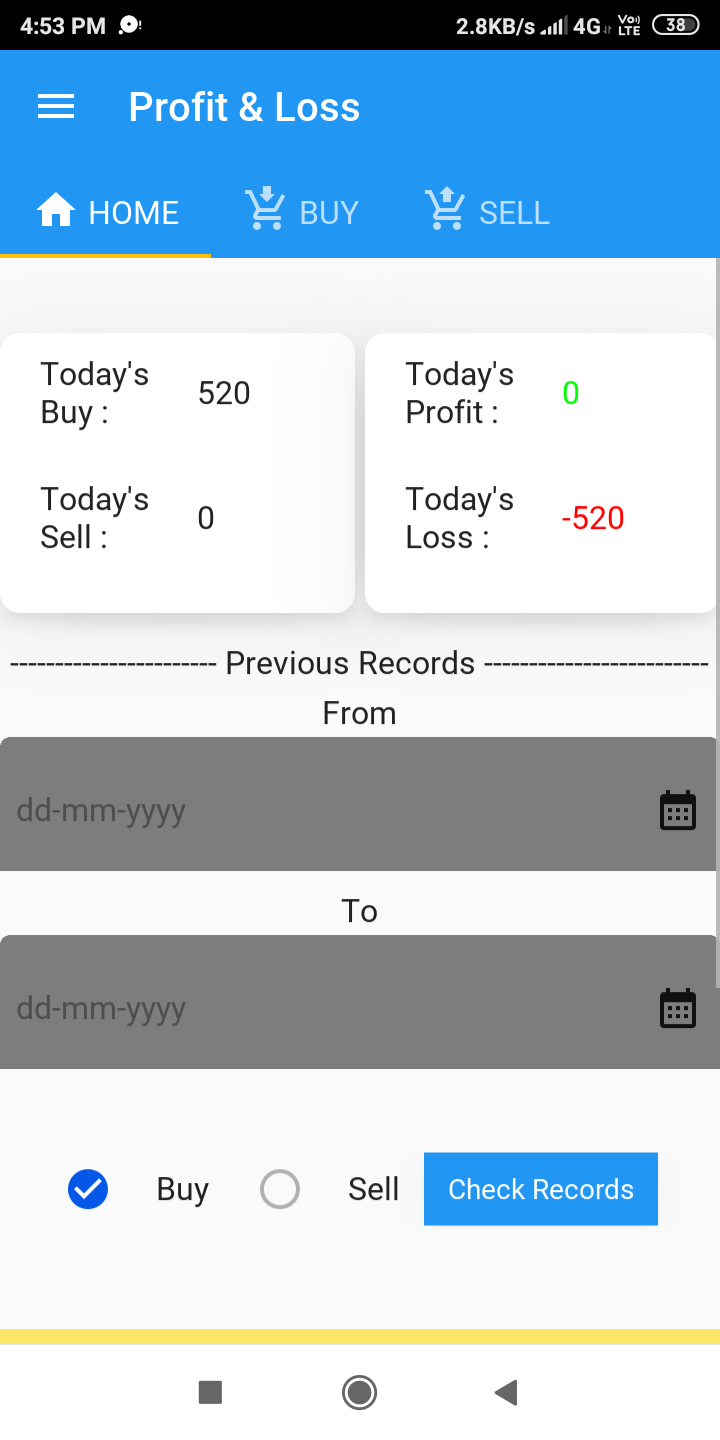 4:53 PM 2.8KB/s 4G Vo LTE 38
Profit & Loss
HOME BUY SELL
Today's
Buy : 520
Today's
Sell : 0
Today's
Profit : 0
Today's
Loss : -520
----------------------- Previous Records -------------------------
From
dd-mm-yyyy
To
dd-mm-yyyy
Buy Sell Check Records